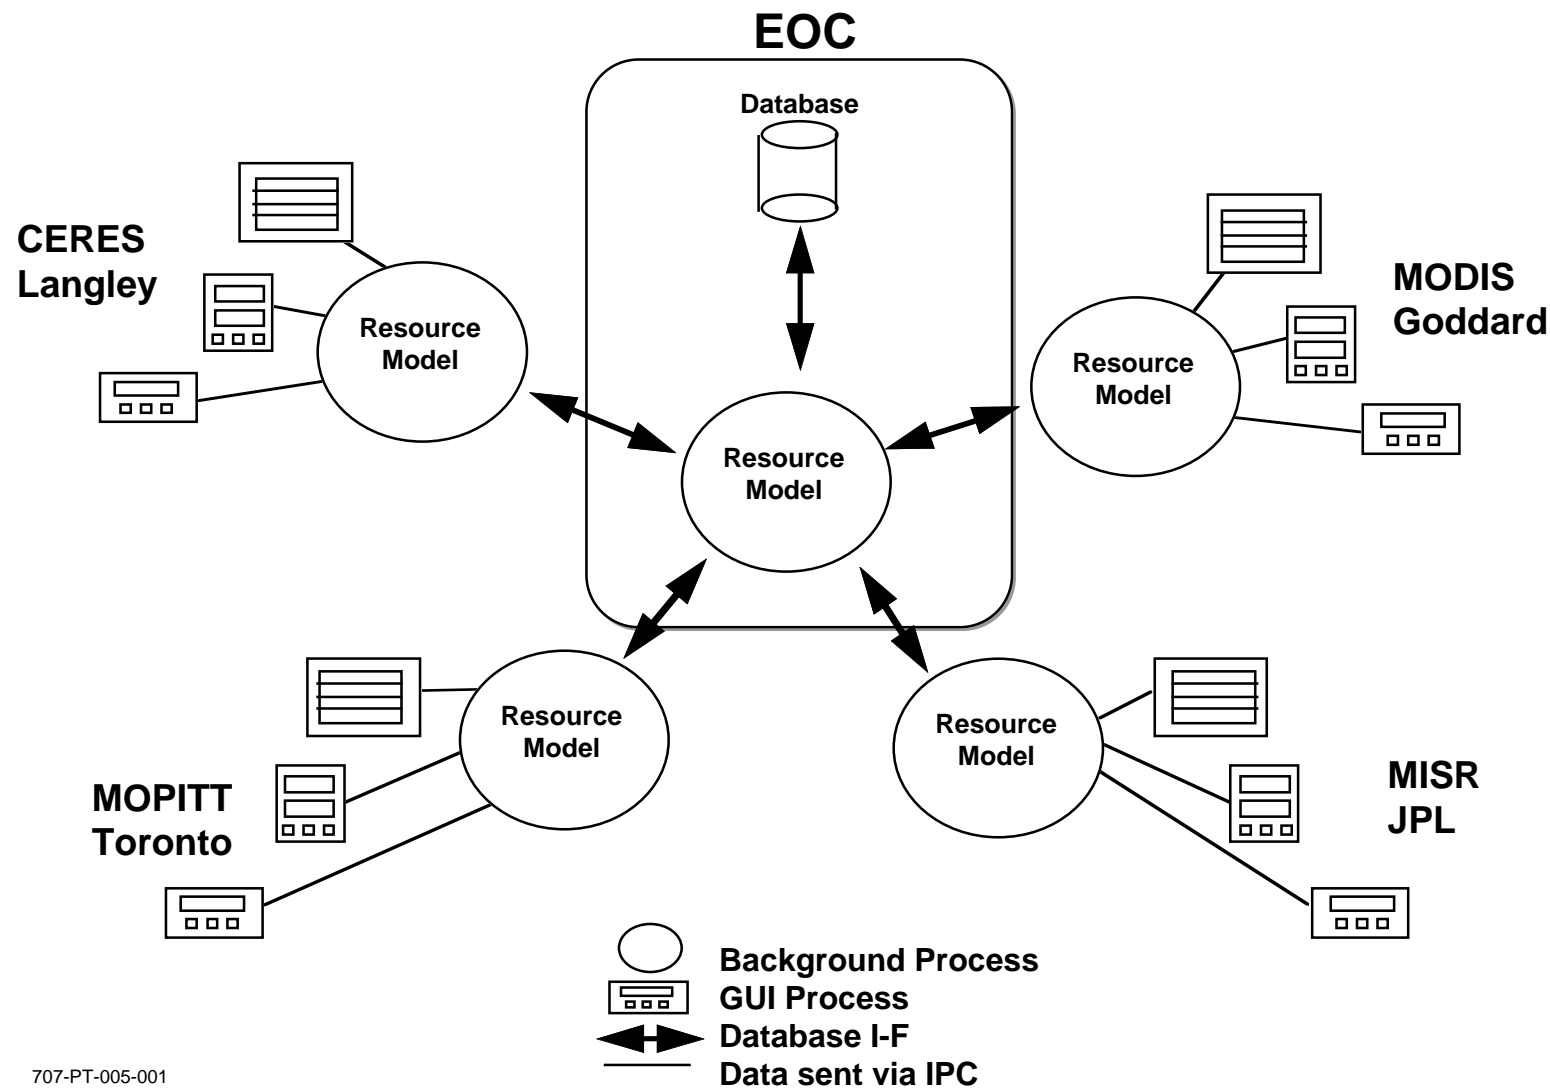 EOC
Database
CERES
Langley
Resource
Model
MODIS
Goddard
Resource
Model
Resource
Model
MOPITT
Toronto
Resource
Model
Resource
Model
MISR
JPL
Background Process
GUI Process
Database I-F
Data sent via IPC
707-PT-005-001